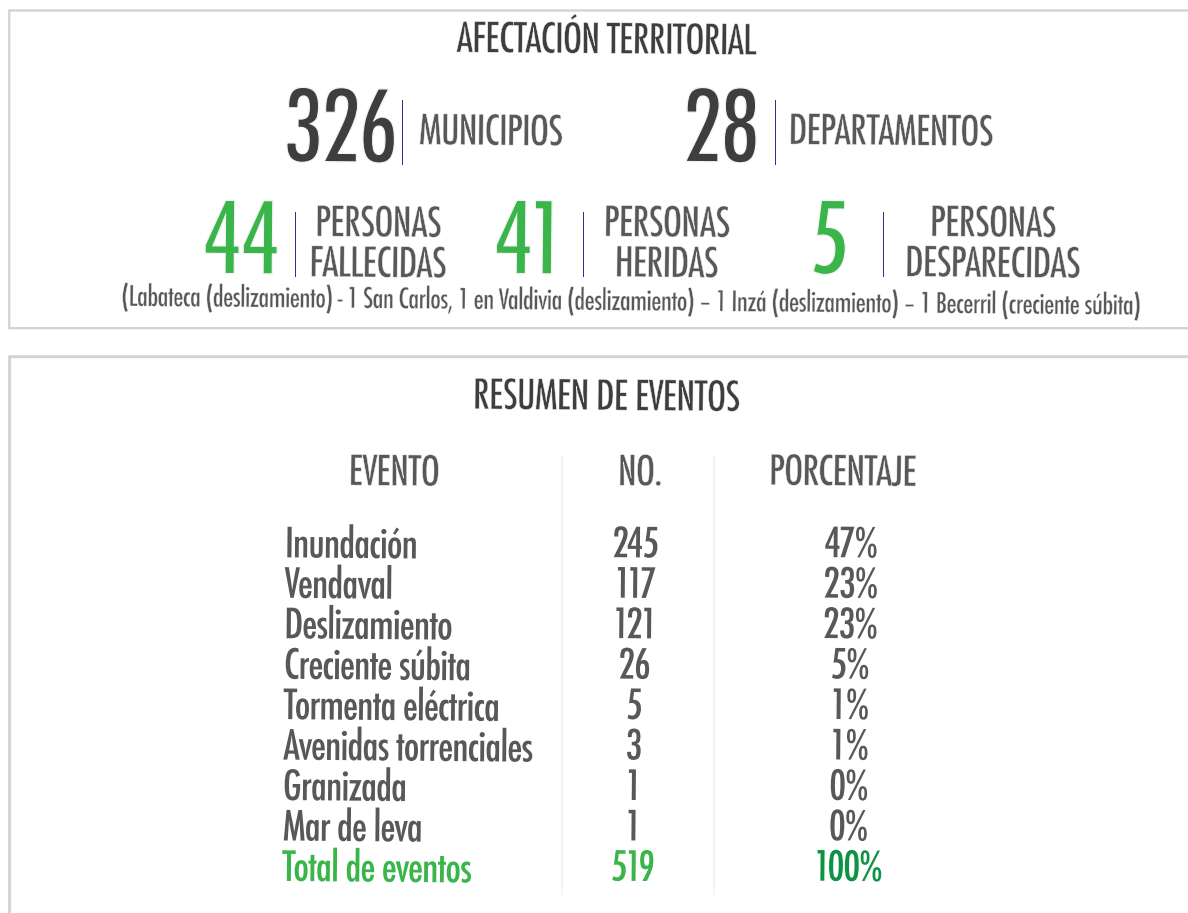 AFECTACIÓN TERRITORIAL
326 MUNICIPIOS 28 DEPARTAMENTOS
44 PERSONAS FALLECIDAS 41 PERSONAS HERIDAS 5 PERSONAS DESPARECIDAS
(Labateca (deslizamiento) - 1 San Carlos, 1 en Valdivia (deslizamiento) – 1 Inzá (deslizamiento) – 1 Becerril (creciente súbita)
RESUMEN DE EVENTOS
EVENTO NO. PORCENTAJE
Inundación 245 47%
Vendaval 117 23%
Deslizamiento 121 23%
Creciente súbita 26 5%
Tormenta eléctrica 5 1%
Avenidas torrenciales 3 1%
Granizada 1 0%
Mar de leva 1 0%
Total de eventos 519 100%